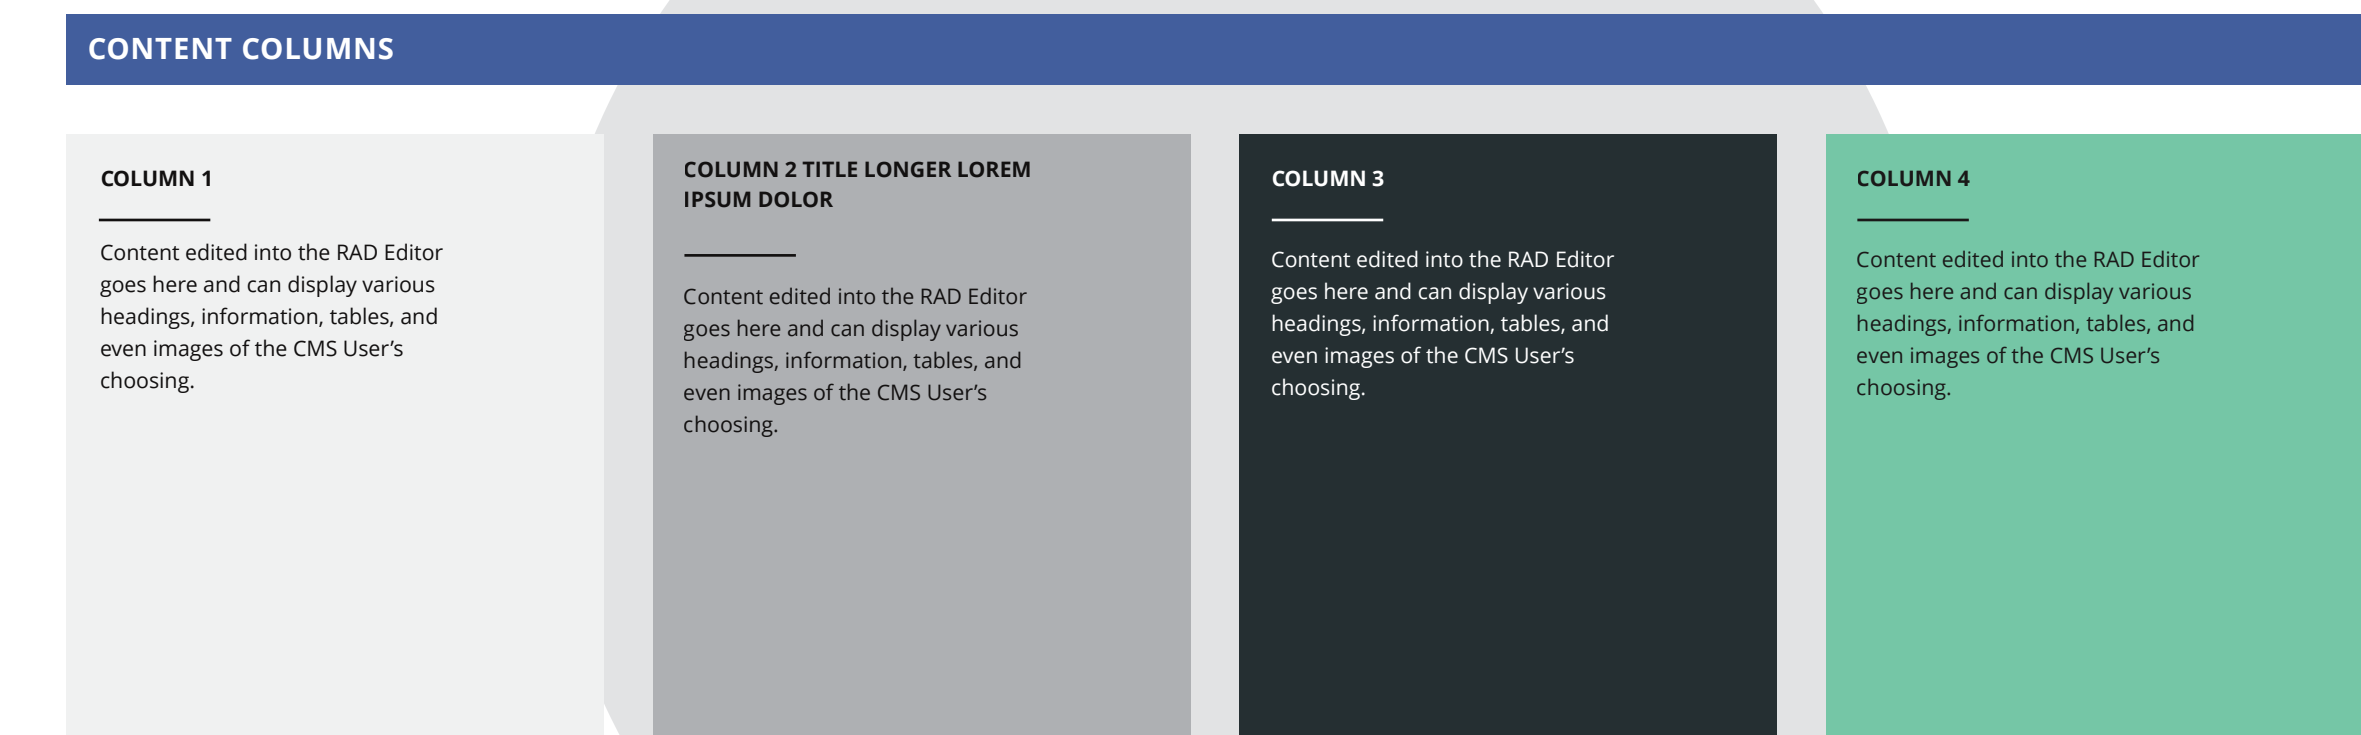 CONTENT COLUMNS
COLUMN 1
Content edited into the RAD Editor
goes here and can display various
headings, information, tables, and
even images of the CMS User’s
choosing.
COLUMN 2 TITLE LONGER LOREM
IPSUM DOLOR
Content edited into the RAD Editor
goes here and can display various
headings, information, tables, and
even images of the CMS User’s
choosing.
COLUMN 3
Content edited into the RAD Editor
goes here and can display various
headings, information, tables, and
even images of the CMS User’s
choosing.
COLUMN 4
Content edited into the RAD Editor
goes here and can display various
headings, information, tables, and
even images of the CMS User’s
choosing.